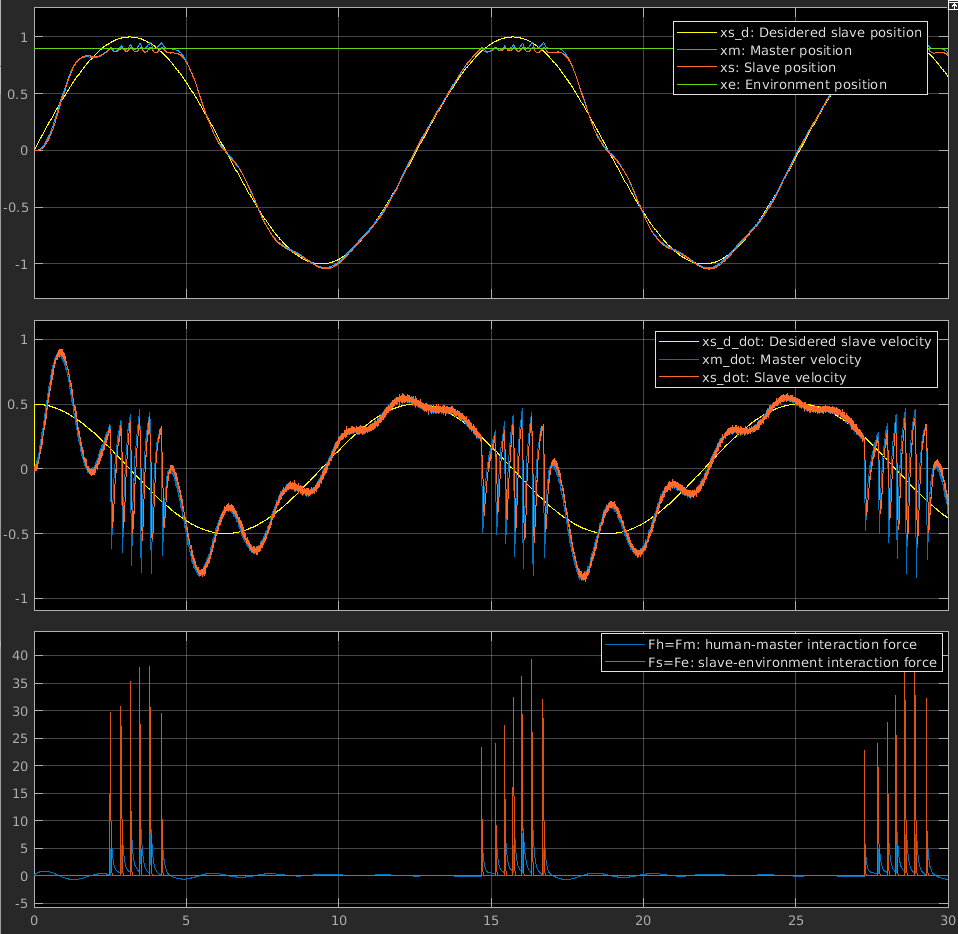 1
0.5
0
-0.5
-1
xs_d: Desidered slave position
xm: Master position
xs: Slave position
xe: Environment position
1
0.5
0
-0.5
-1
xs_d_dot: Desidered slave velocity
xm_dot: Master velocity
xs_dot: Slave velocity
40
35
30
25
20
15
10
5
0
-5
Fh=Fm: human-master interaction force
Fs=Fe: slave-environment interaction force
0 5 10 15 20 25 30